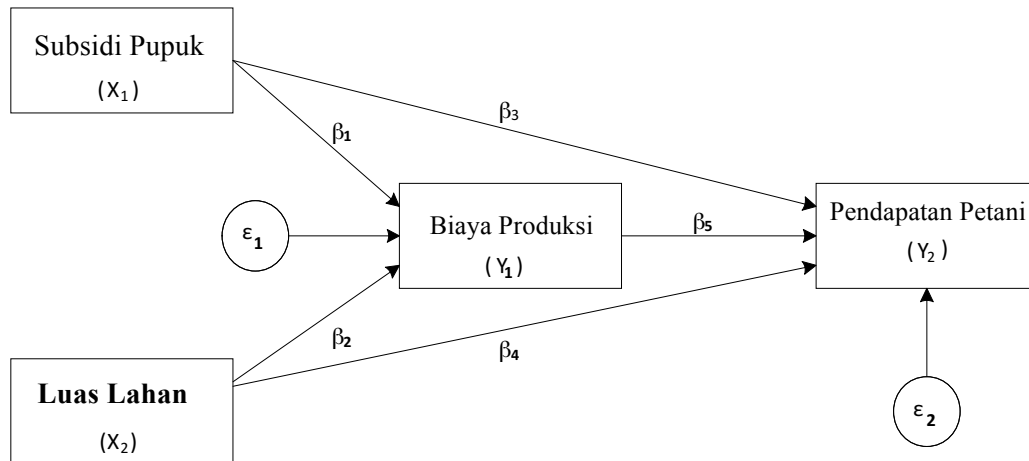 Subsidi Pupuk
(X₁)
β₃
β₁
ε₁
Biaya Produksi
(Y₁)
β₅
Pendapatan Petani
(Y₂)
β₂
β₄
Luas Lahan
(X₂)
ε₂